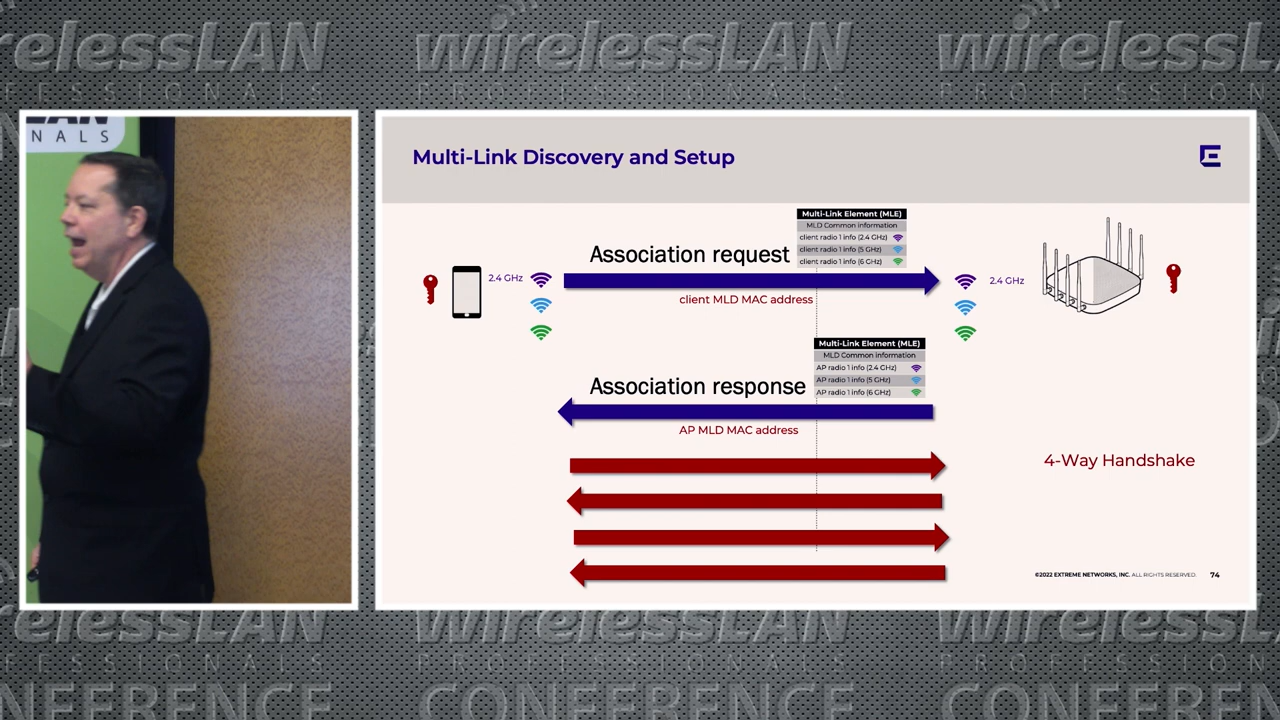 wirelessLAN
PROFESSIONALS
LAN
NALS
Multi-Link Discovery and Setup
Multi-Link Element (MLE)
MLD Common information
client radio 1 info (2.4 GHz)
client radio 1 info (5 GHz)
client radio 1 info (6 GHz)
Association request
2.4 GHz
2.4 GHz
client MLD MAC address
Multi-Link Element (MLE)
MLD Common information
AP radio 1 info (2.4 GHz)
AP radio 1 info (5 GHz)
AP radio 1 info (6 GHz)
Association response
AP MLD MAC address
4-Way Handshake
©2022 EXTREME NETWORKS, INC. ALL RIGHTS RESERVED. 74
wirelessLAN
PROFESSIONALS
CONFERENCE